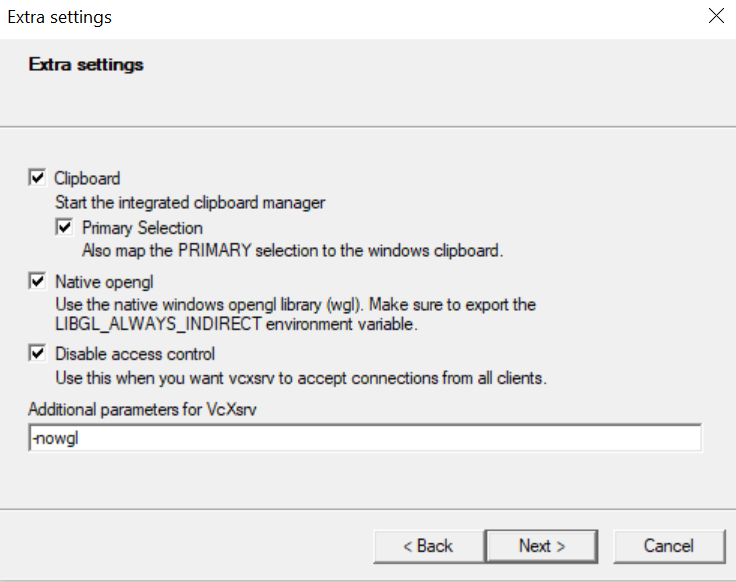 Extra settings
Extra settings
Clipboard
Start the integrated clipboard manager
Primary Selection
Also map the PRIMARY selection to the windows clipboard.
Native opengl
Use the native windows opengl library (wgl). Make sure to export the
LIBGL_ALWAYS_INDIRECT environment variable.
Disable access control
Use this when you want vcxsrv to accept connections from all clients.
Additional parameters for VcXsrv
-nowgl
< Back Next > Cancel